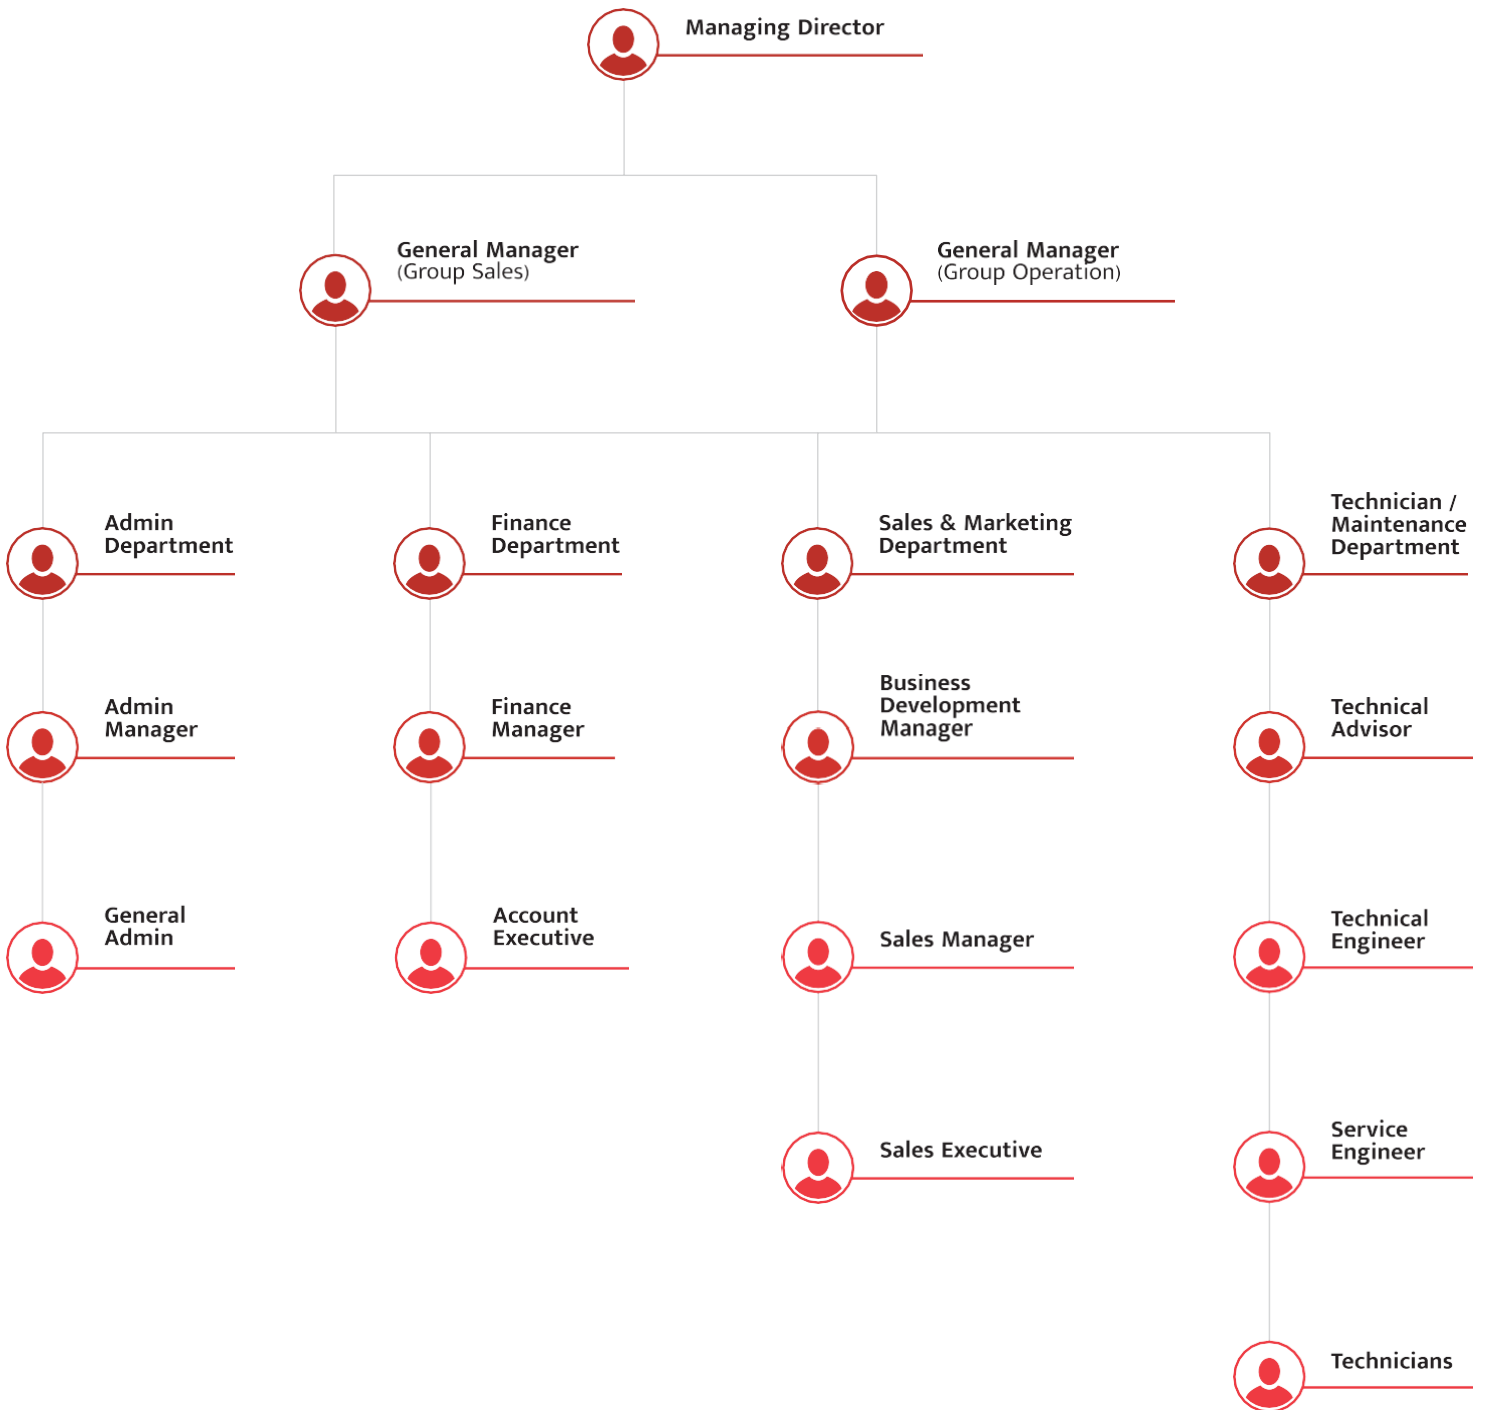 Managing Director
General Manager
(Group Sales)
General Manager
(Group Operation)
Admin
Department
Finance
Department
Sales & Marketing
Department
Technician /
Maintenance
Department
Admin
Manager
Finance
Manager
Business
Development
Manager
Technical
Advisor
General
Admin
Account
Executive
Sales Manager
Technical
Engineer
Sales Executive
Service
Engineer
Technicians